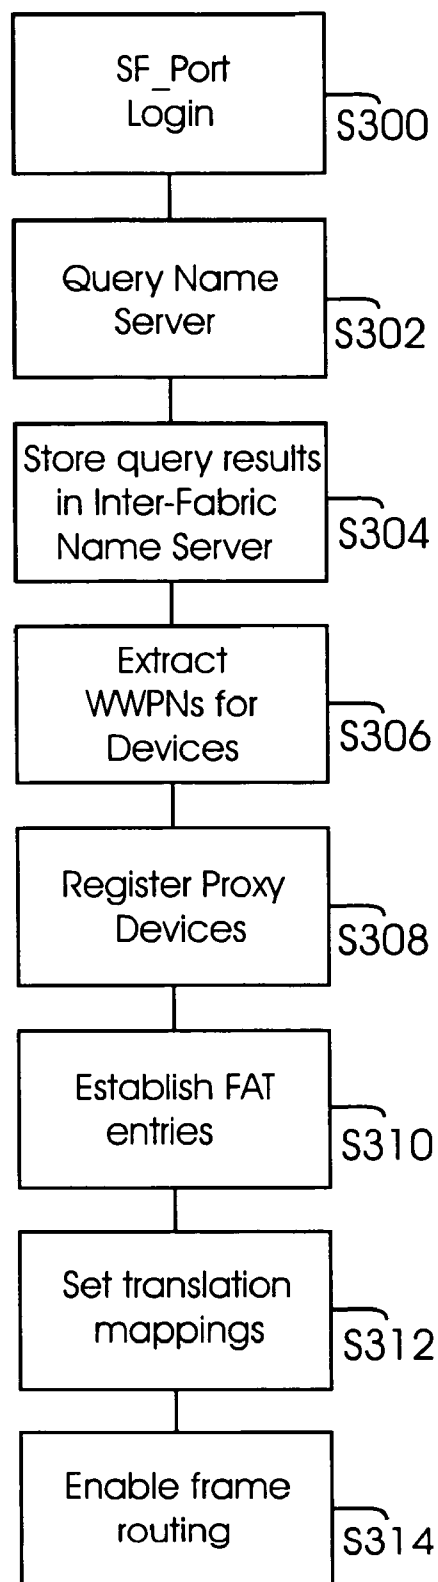 SF_Port
Login
S300
Query Name
Server
S302
Store query results
in Inter-Fabric
Name Server
S304
Extract
WWPNs for
Devices
S306
Register Proxy
Devices
S308
Establish FAT
entries
S310
Set translation
mappings
S312
Enable frame
routing
S314